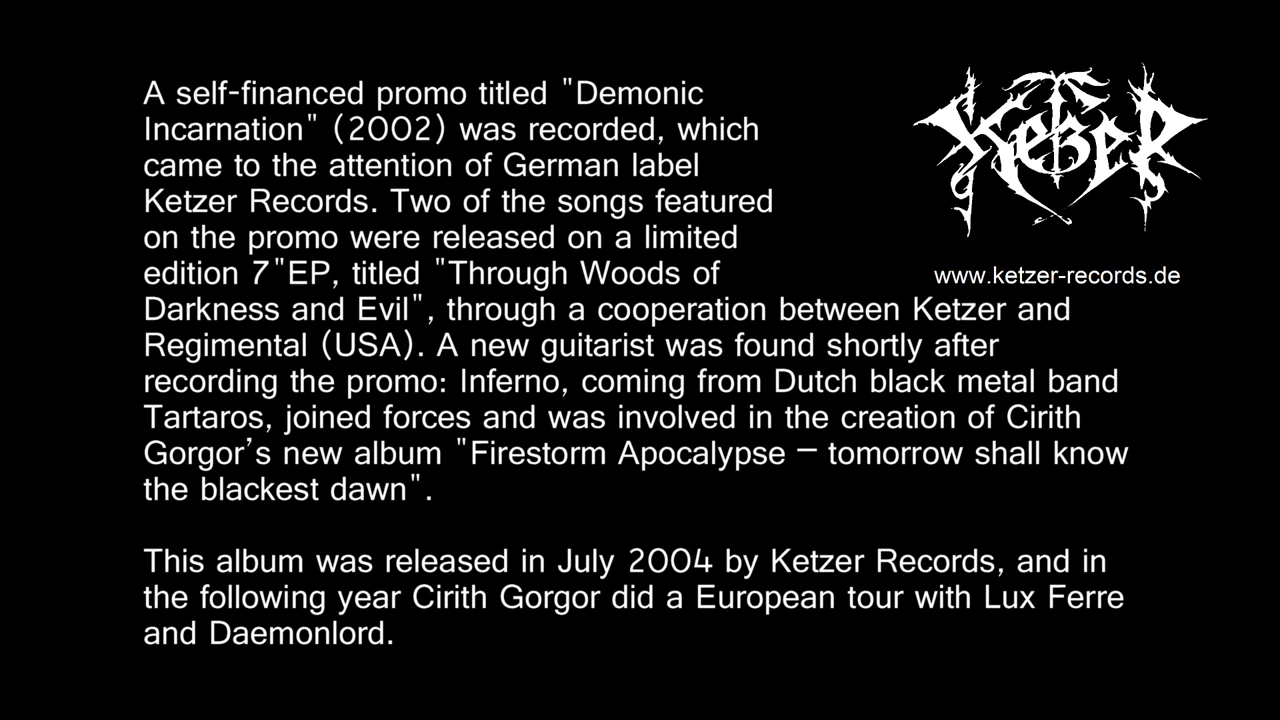 A self-financed promo titled "Demonic
Incarnation" (2002) was recorded, which
came to the attention of German label
Ketzer Records. Two of the songs featured
on the promo were released on a limited
edition 7"EP, titled "Through Woods of
Darkness and Evil", through a cooperation between Ketzer and
Regimental (USA). A new guitarist was found shortly after
recording the promo: Inferno, coming from Dutch black metal band
Tartaros, joined forces and was involved in the creation of Cirith
Gorgor's new album "Firestorm Apocalypse – tomorrow shall know
the blackest dawn".
This album was released in July 2004 by Ketzer Records, and in
the following year Cirith Gorgor did a European tour with Lux Ferre
and Daemonlord.
Ketzer
www.ketzer-records.de